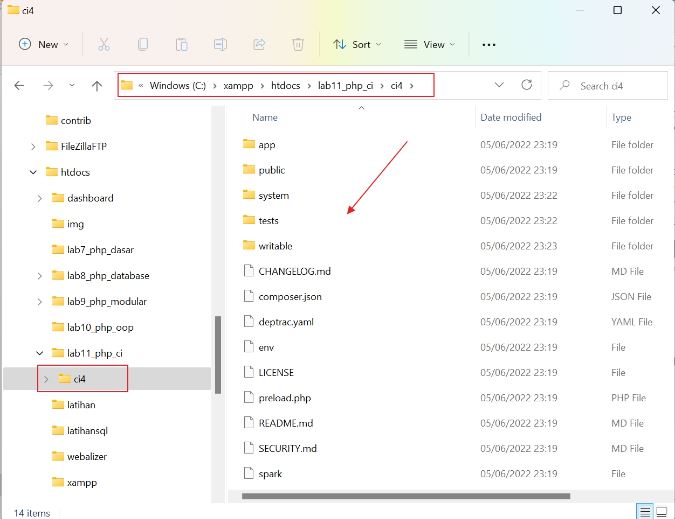 ci4
New
Sort
View
« Windows (C:) > xampp > htdocs > lab11_php_ci > ci4 >
Search ci4
Name Date modified Type
contrib
FileZillaFTP
htdocs
dashboard
img
lab7_php_dasar
lab8_php_database
lab9_php_modular
lab10_php_oop
lab11_php_ci
ci4
latihan
latihansql
webalizer
xampp
app 05/06/2022 23:19 File folder
public 05/06/2022 23:19 File folder
system 05/06/2022 23:22 File folder
tests 05/06/2022 23:22 File folder
writable 05/06/2022 23:23 File folder
CHANGELOG.md 05/06/2022 23:19 MD File
composer.json 05/06/2022 23:19 JSON File
deptrac.yaml 05/06/2022 23:19 YAML File
env 05/06/2022 23:19 File
LICENSE 05/06/2022 23:19 File
preload.php 05/06/2022 23:19 PHP File
README.md 05/06/2022 23:19 MD File
SECURITY.md 05/06/2022 23:19 MD File
spark 05/06/2022 23:19 File
14 items